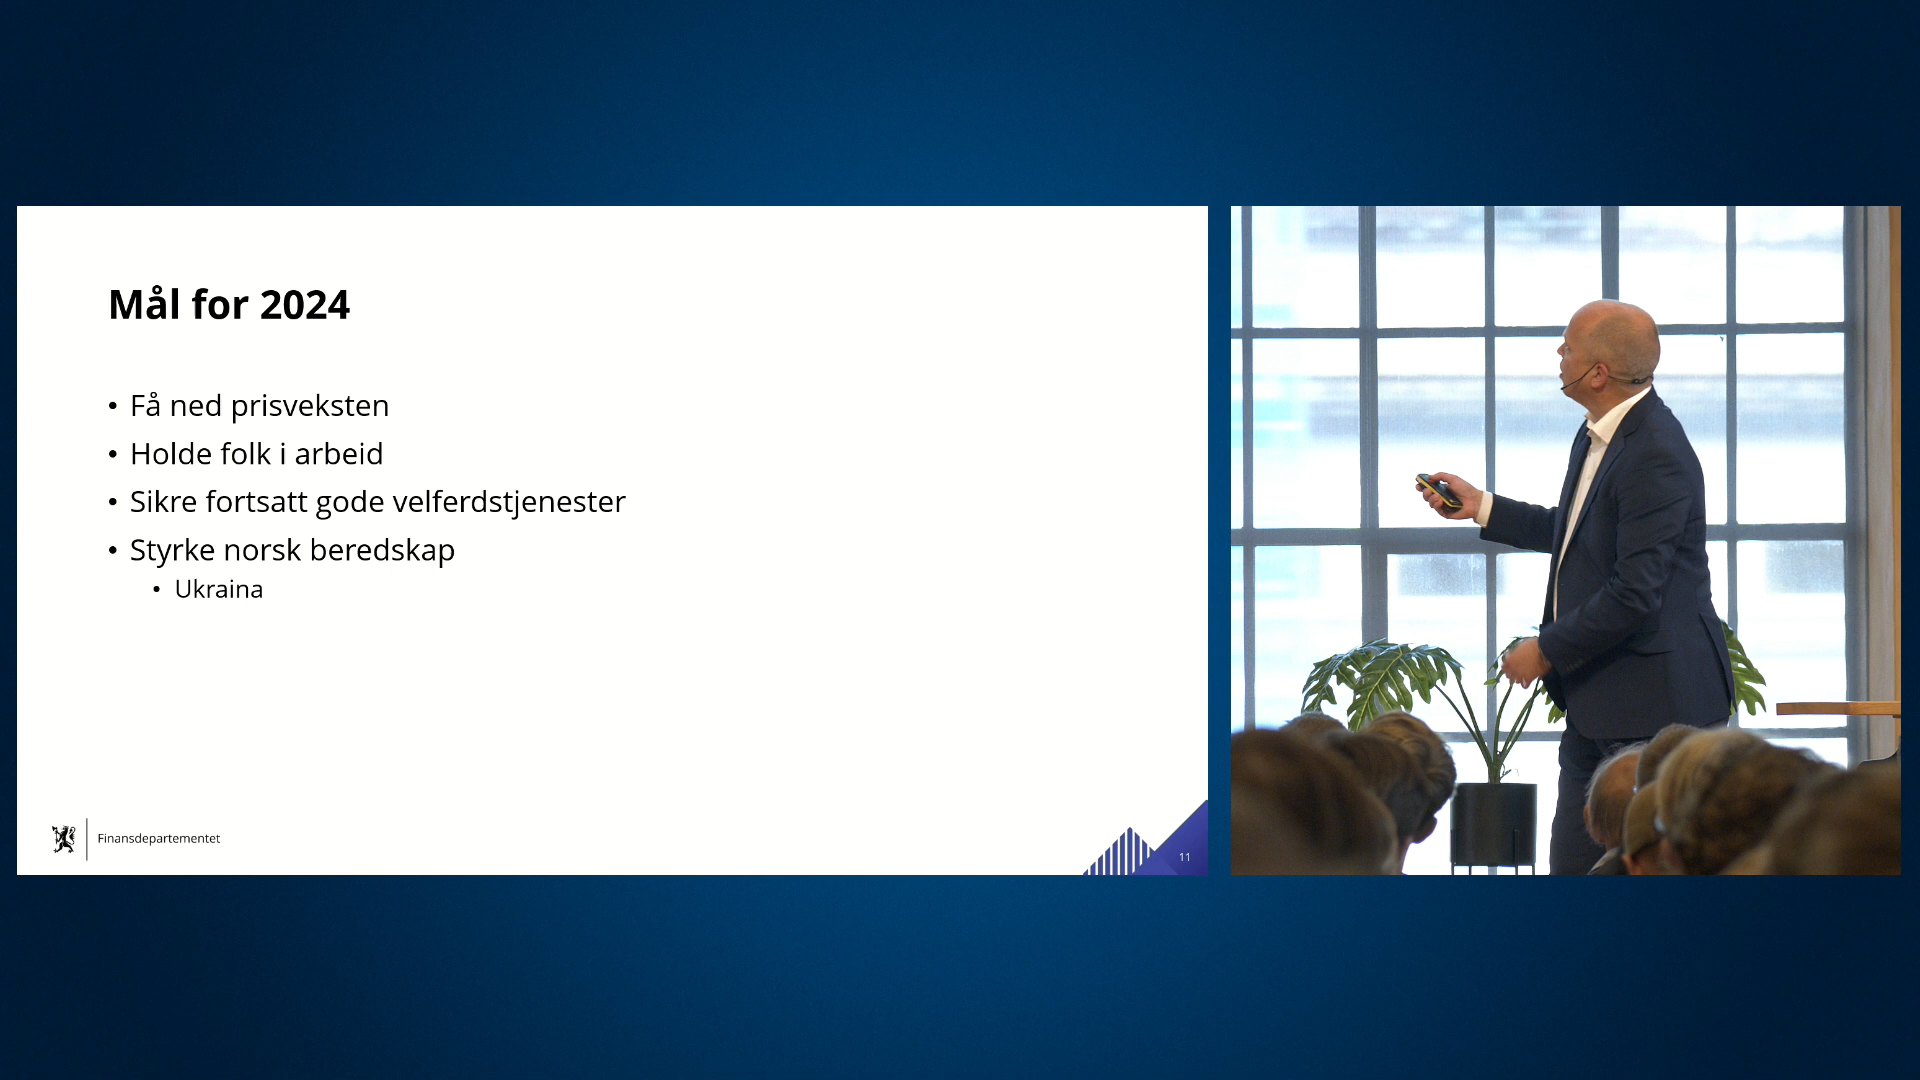 Mål for 2024
• Få ned prisveksten
• Holde folk i arbeid
• Sikre fortsatt gode velferdstjenester
• Styrke norsk beredskap
• Ukraina
Finansdepartementet
11